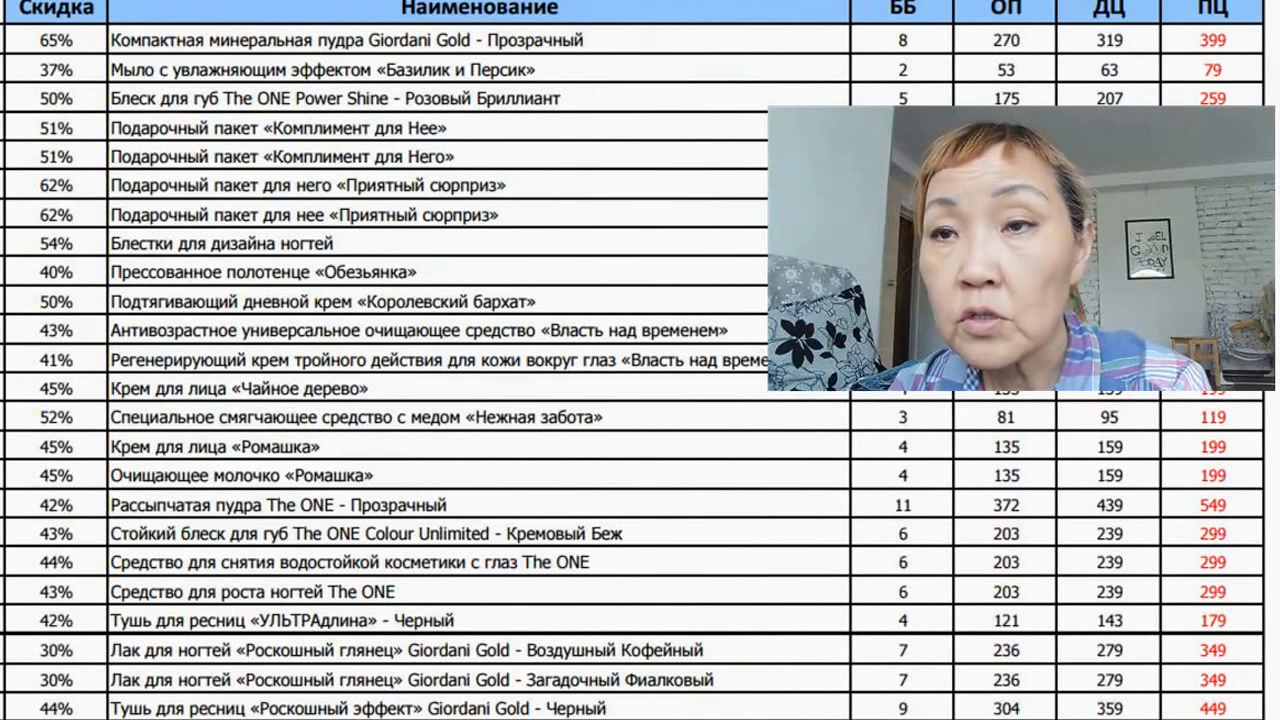 Скидка Наименование ББ ОП ДЦ ПЦ
65% Компактная минеральная пудра Giordani Gold - Прозрачный 8 270 319 399
37% Мыло с увлажняющим эффектом «Базилик и Персик» 2 53 63 79
50% Блеск для губ The ONE Power Shine - Розовый Бриллиант 5 175 207 259
51% Подарочный пакет «Комплимент для Нее»
51% Подарочный пакет «Комплимент для Него»
62% Подарочный пакет для него «Приятный сюрприз»
62% Подарочный пакет для нее «Приятный сюрприз»
54% Блестки для дизайна ногтей
40% Прессованное полотенце «Обезьянка»
50% Подтягивающий дневной крем «Королевский бархат»
43% Антивозрастное универсальное очищающее средство «Власть над временем»
41% Регенерирующий крем тройного действия для кожи вокруг глаз «Власть над време
I FEEL
GOOD
TODAY
45% Крем для лица «Чайное дерево»
52% Специальное смягчающее средство с медом «Нежная забота» 3 81 95 119
45% Крем для лица «Ромашка» 4 135 159 199
45% Очищающее молочко «Ромашка» 4 135 159 199
42% Рассыпчатая пудра The ONE - Прозрачный 11 372 439 549
43% Стойкий блеск для губ The ONE Colour Unlimited - Кремовый Беж 6 203 239 299
44% Средство для снятия водостойкой косметики с глаз The ONE 6 203 239 299
43% Средство для роста ногтей The ONE 6 203 239 299
42% Тушь для ресниц «УЛЬТРАдлина» - Черный 4 121 143 179
30% Лак для ногтей «Роскошный глянец» Giordani Gold - Воздушный Кофейный 7 236 279 349
30% Лак для ногтей «Роскошный глянец» Giordani Gold - Загадочный Фиалковый 7 236 279 349
44% Тушь для ресниц «Роскошный эффект» Giordani Gold - Черный 9 304 359 449